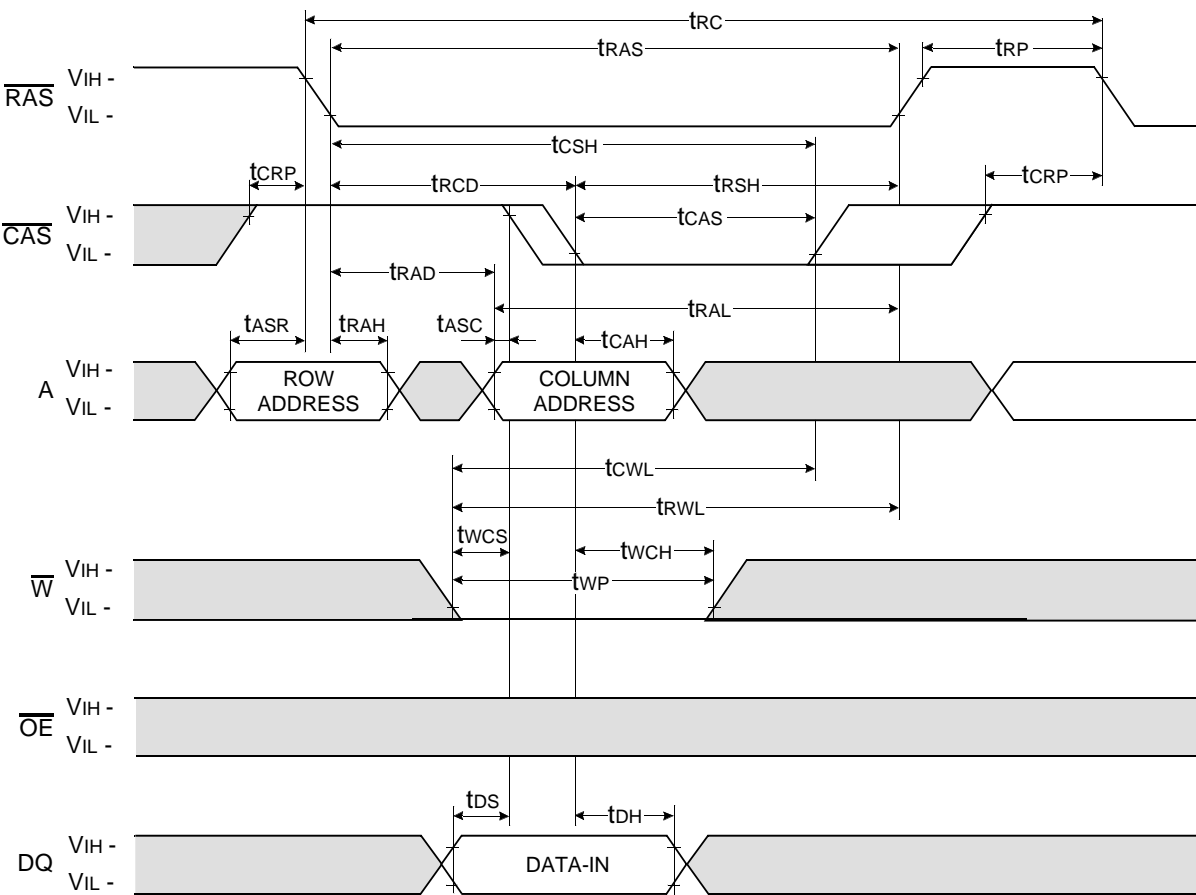 tRC
tRAS
tRP
RAS
VIH -
VIL -
tCSH
tCRP
tRCD
tRSH
tCRP
CAS
VIH -
VIL -
tCAS
tRAD
tRAL
tASR
tRAH
tASC
tCAH
A
VIH -
VIL -
ROW
ADDRESS
COLUMN
ADDRESS
tCWL
tRWL
tWCS
tWCH
W
VIH -
VIL -
tWP
OE
VIH -
VIL -
tDS
tDH
DQ
VIH -
VIL -
DATA-IN